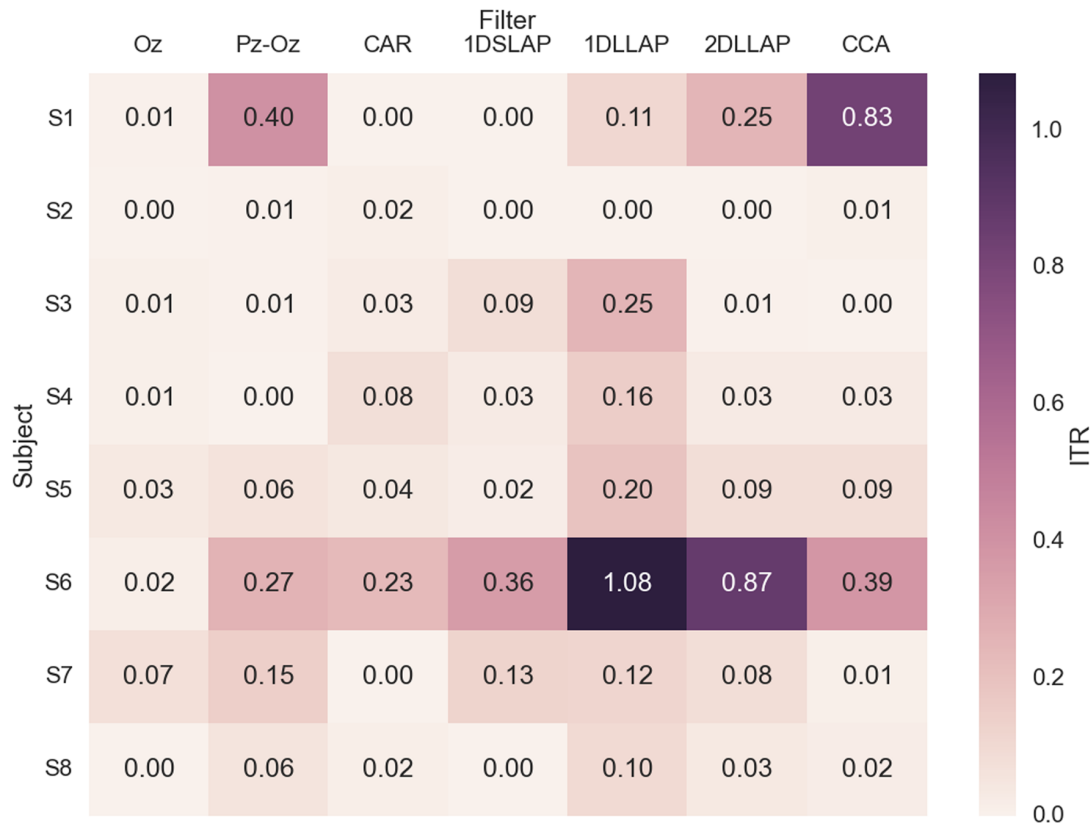 Filter
Oz Pz-Oz CAR 1DSLAP 1DLLAP 2DLLAP CCA
S1 0.01 0.40 0.00 0.00 0.11 0.25 0.83
S2 0.00 0.01 0.02 0.00 0.00 0.00 0.01
S3 0.01 0.01 0.03 0.09 0.25 0.01 0.00
S4 0.01 0.00 0.08 0.03 0.16 0.03 0.03
S5 0.03 0.06 0.04 0.02 0.20 0.09 0.09
S6 0.02 0.27 0.23 0.36 1.08 0.87 0.39
S7 0.07 0.15 0.00 0.13 0.12 0.08 0.01
S8 0.00 0.06 0.02 0.00 0.10 0.03 0.02
Subject
1.0
0.8
0.6
0.4
0.2
0.0
ITR